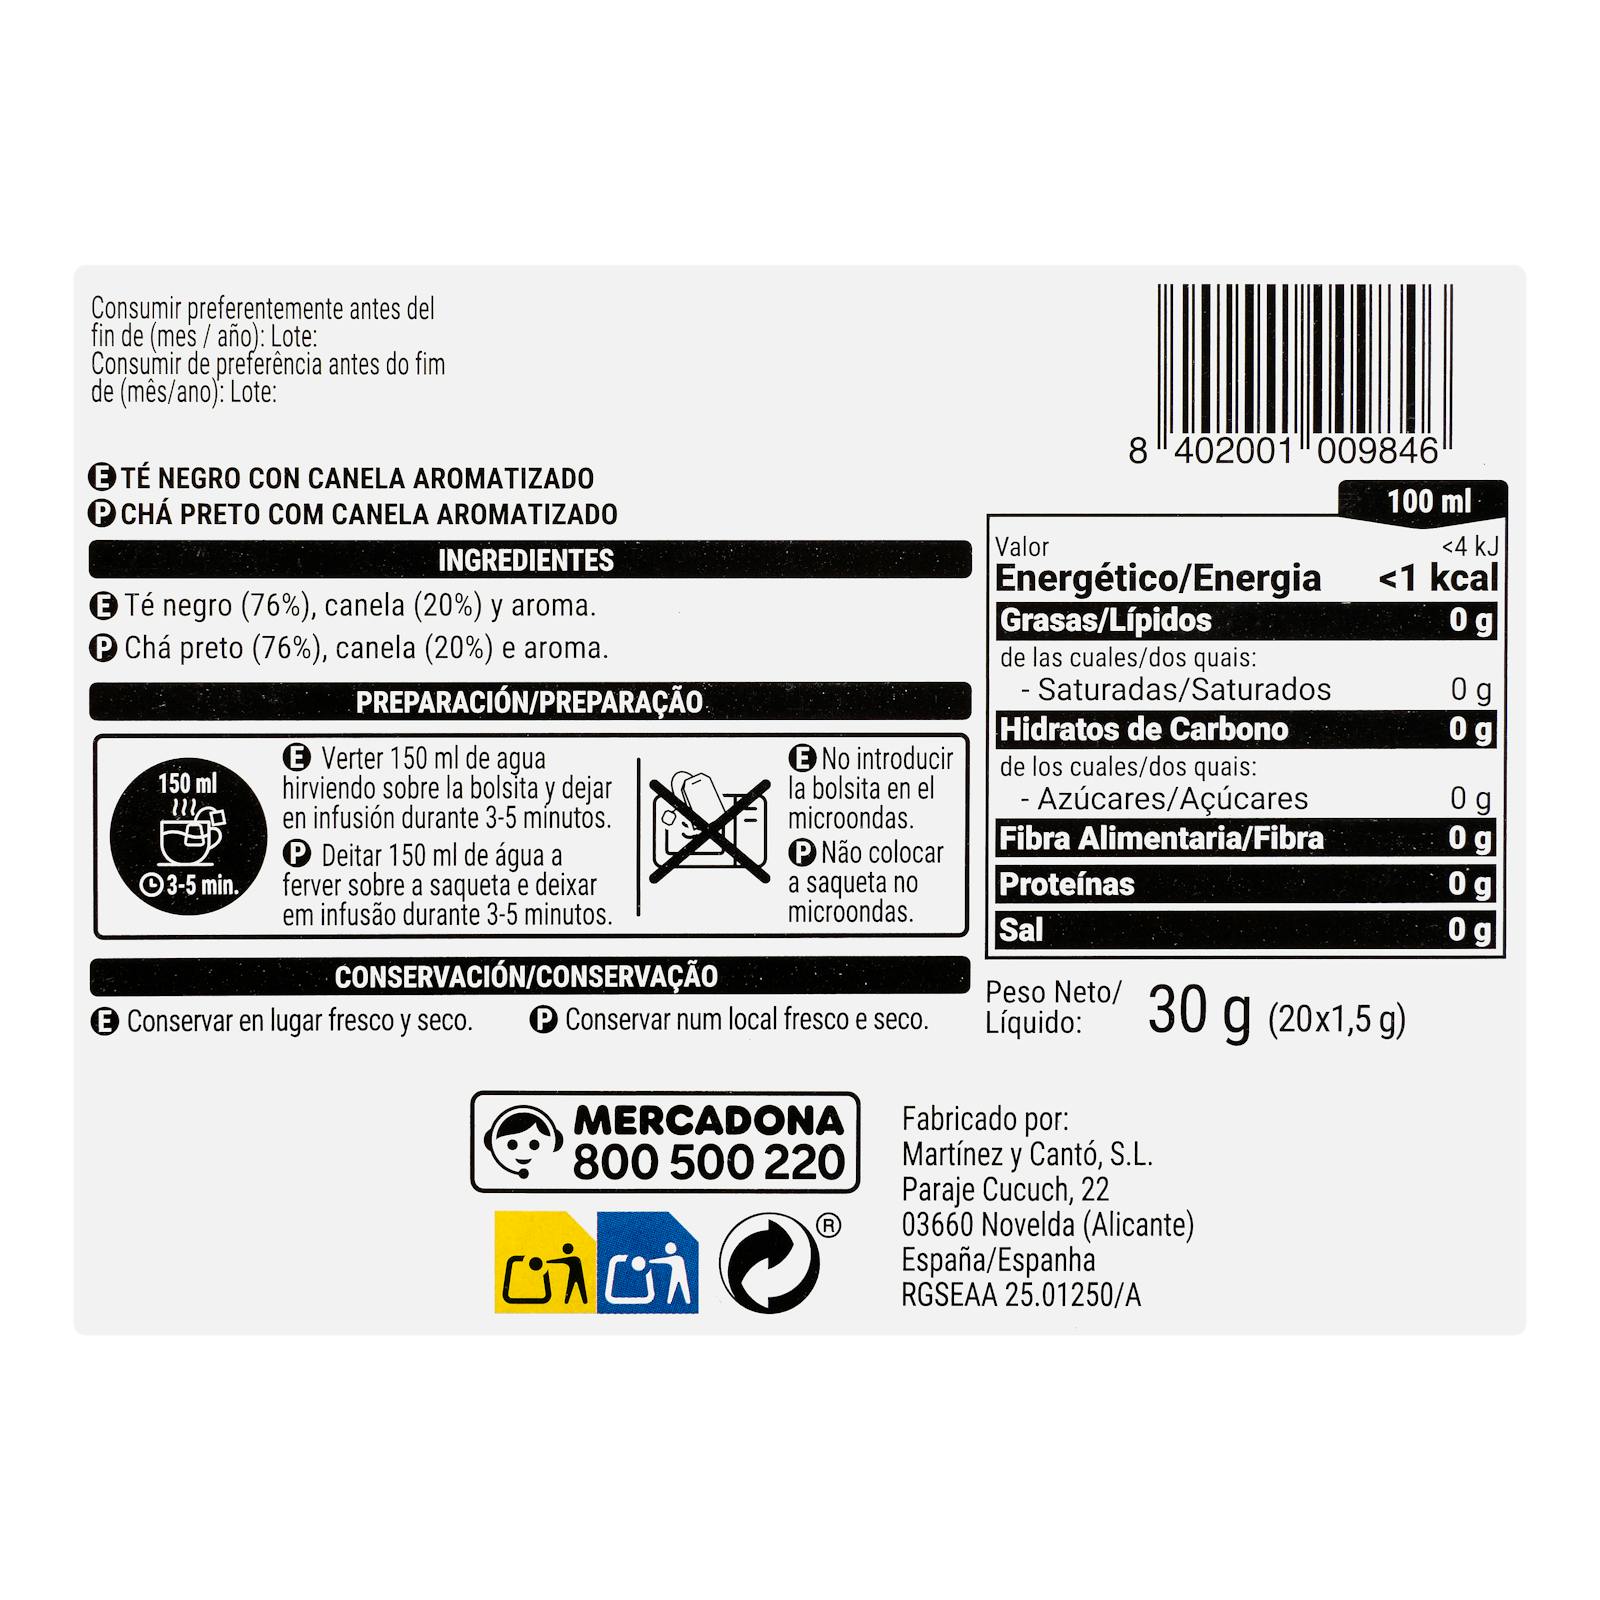 Consumir preferentemente antes del
fin de (mes / año): Lote:
Consumir de preferência antes do fim
de (mês/ano): Lote:
8 402001 009846
E TÉ NEGRO CON CANELA AROMATIZADO
P CHÁ PRETO COM CANELA AROMATIZADO
INGREDIENTES
E Té negro (76%), canela (20%) y aroma.
P Chá preto (76%), canela (20%) e aroma.
PREPARACIÓN/PREPARAÇÃO
150 ml
3-5 min.
E Verter 150 ml de agua
hirviendo sobre la bolsita y dejar
en infusión durante 3-5 minutos.
P Deitar 150 ml de água a
ferver sobre a saqueta e deixar
em infusão durante 3-5 minutos.
E No introducir
la bolsita en el
microondas.
P Não colocar
a saqueta no
microondas.
CONSERVACIÓN/CONSERVAÇÃO
E Conservar en lugar fresco y seco.
P Conservar num local fresco e seco.
100 ml
Valor <4 kJ
Energético/Energia <1 kcal
Grasas/Lípidos 0 g
de las cuales/dos quais:
- Saturadas/Saturados 0 g
Hidratos de Carbono 0 g
de los cuales/dos quais:
- Azúcares/Açúcares 0 g
Fibra Alimentaria/Fibra 0 g
Proteínas 0 g
Sal 0 g
Peso Neto/
Líquido: 30 g (20x1,5 g)
MERCADONA
800 500 220
®
Fabricado por:
Martínez y Cantó, S.L.
Paraje Cucuch, 22
03660 Novelda (Alicante)
España/Espanha
RGSEAA 25.01250/A